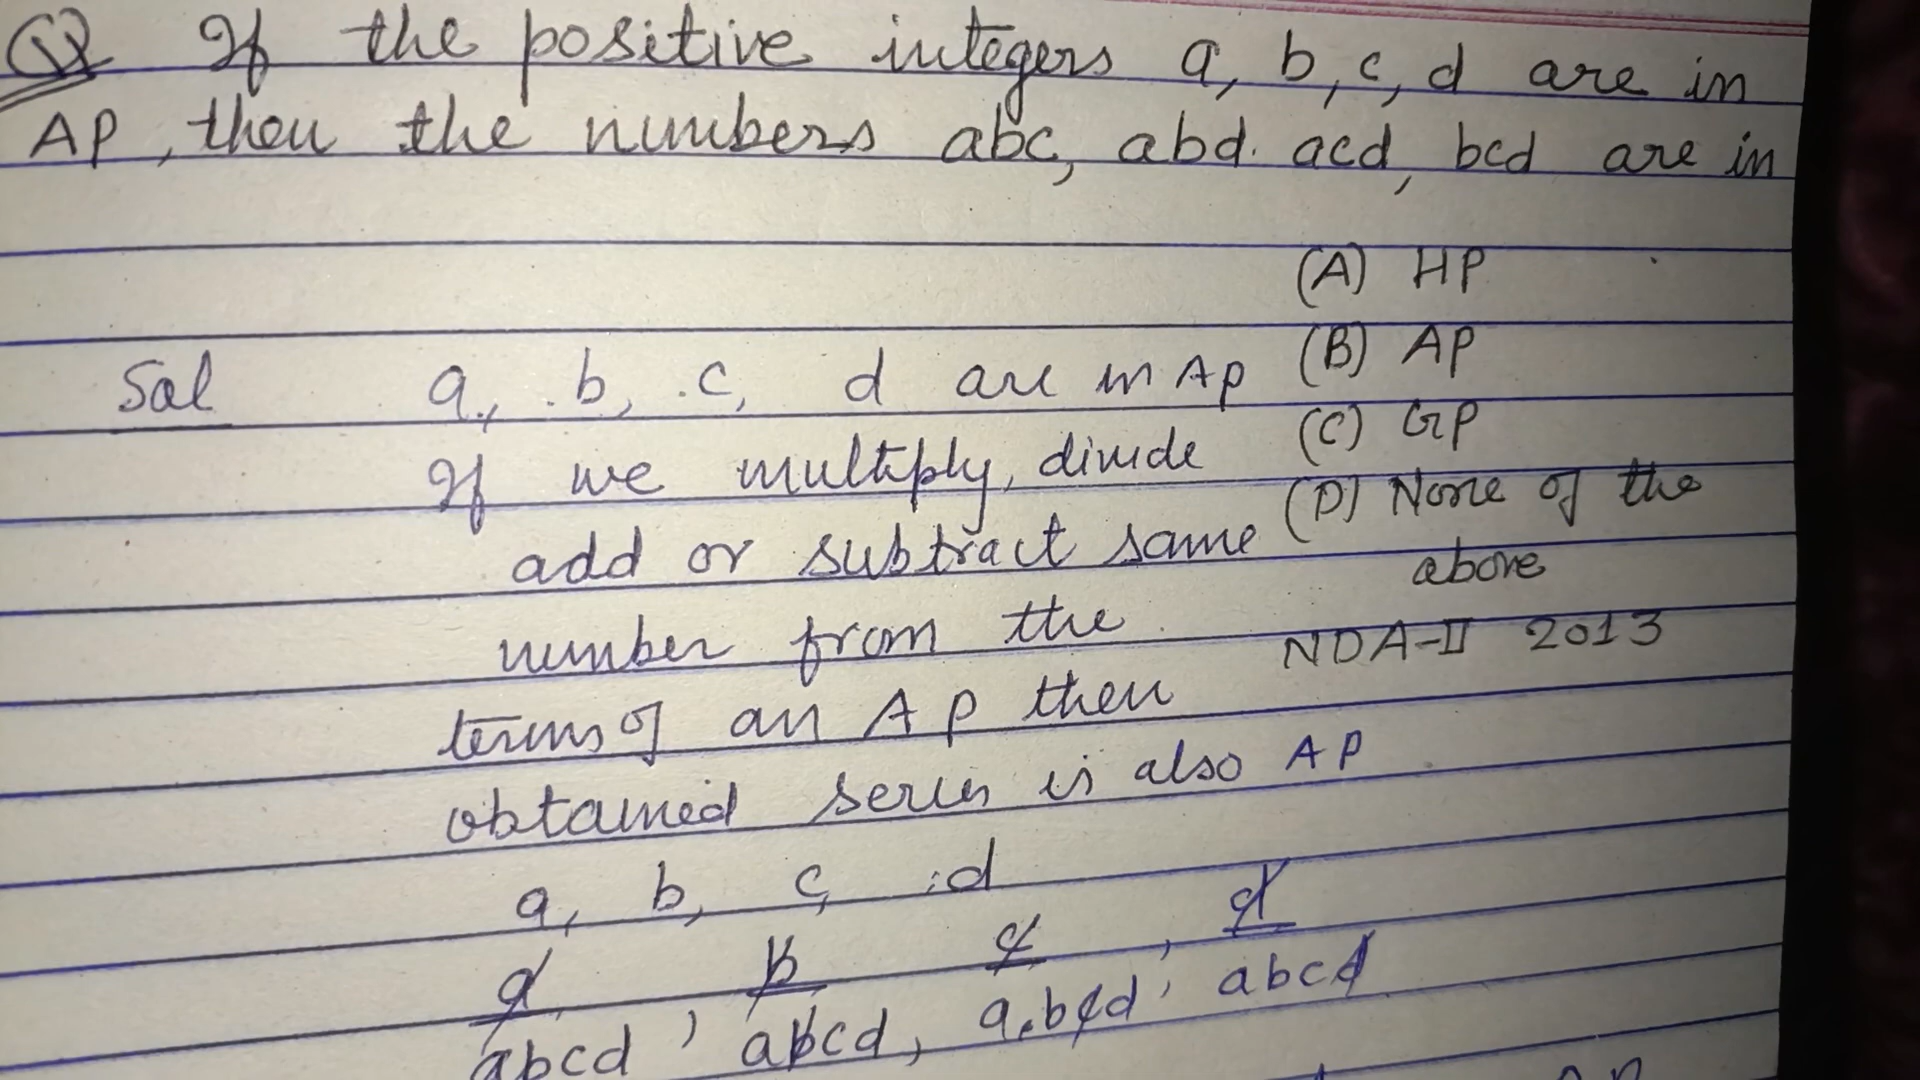 Q If the positive integers a, b, c, d are in
AP, then the numbers abc, abd. acd, bcd are in
(A) HP
(B) AP
(C) GP
(D) None of the
above
NDA-II 2013
Sol a, b, c, d are in AP
If we multiply, divide
add or subtract same
number from the
terms of an AP then
obtained series is also AP
a, b, c, d
a b c , d
abcd , abcd, abcd , abcd